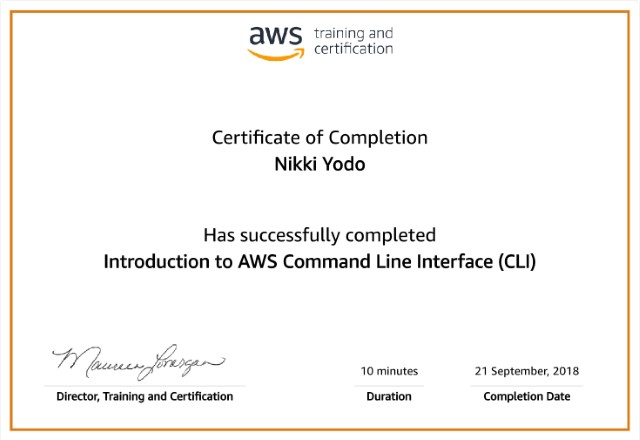 aws training and
certification
Certificate of Completion
Nikki Yodo
Has successfully completed
Introduction to AWS Command Line Interface (CLI)
Maureen Lonergan
10 minutes
21 September, 2018
Director, Training and Certification
Duration
Completion Date